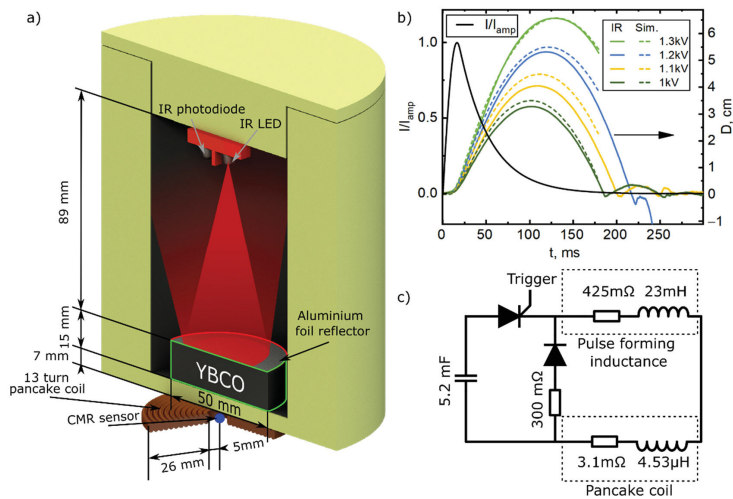 a)
IR photodiode
IR LED
89 mm
15 mm
7 mm
Aluminium
foil reflector
YBCO
13 turn
pancake coil
CMR sensor
50 mm
5mm
26 mm
b)
I/Iamp
IR Sim.
1.3kV
1.2kV
1.1kV
1kV
1.0
0.5
0.0
I/Iamp
6
5
4
3
2
1
0
−1
D, cm
0 50 100 150 200 250
t, ms
c)
Trigger
425mΩ 23mH
Pulse forming
inductance
5.2 mF
300 mΩ
3.1mΩ 4.53µH
Pancake coil